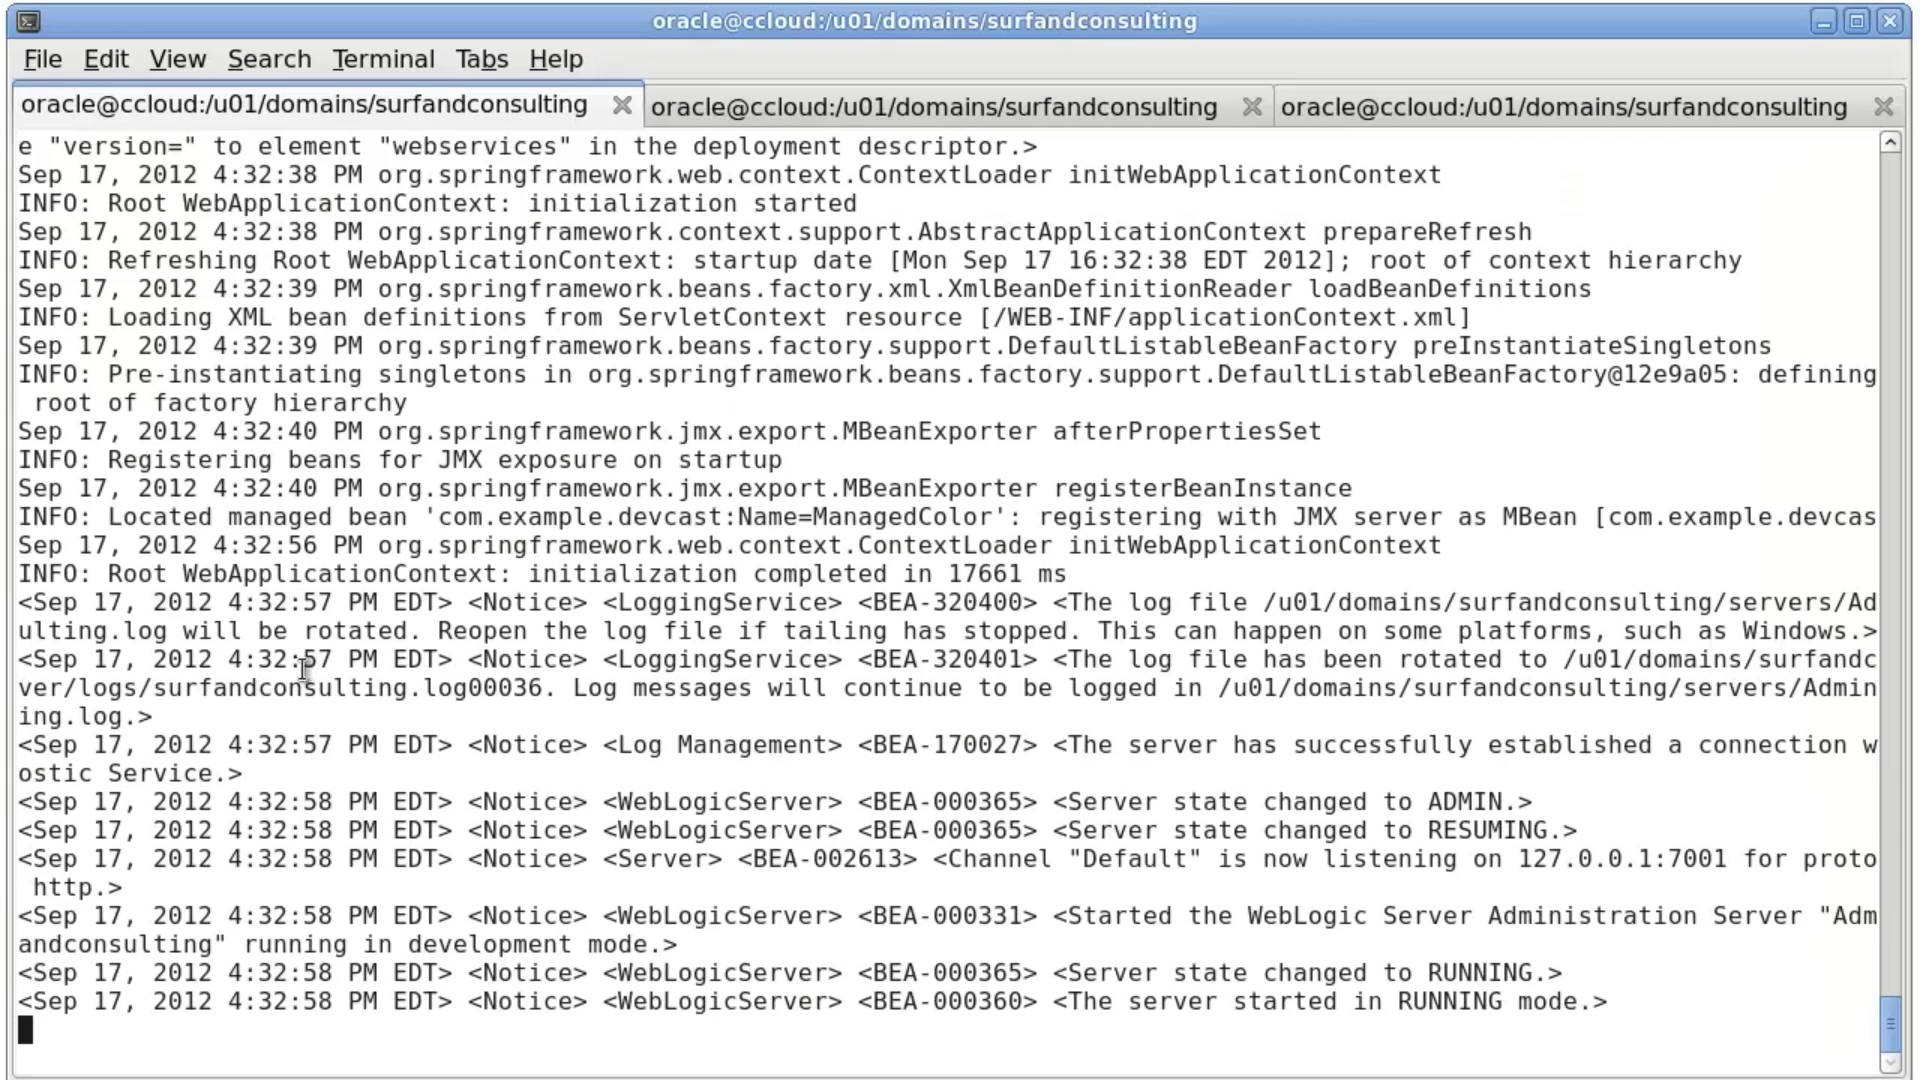 oracle@ccloud:/u01/domains/surfandconsulting
File Edit View Search Terminal Tabs Help
oracle@ccloud:/u01/domains/surfandconsulting oracle@ccloud:/u01/domains/surfandconsulting oracle@ccloud:/u01/domains/surfandconsulting
e "version=" to element "webservices" in the deployment descriptor.>
Sep 17, 2012 4:32:38 PM org.springframework.web.context.ContextLoader initWebApplicationContext
INFO: Root WebApplicationContext: initialization started
Sep 17, 2012 4:32:38 PM org.springframework.context.support.AbstractApplicationContext prepareRefresh
INFO: Refreshing Root WebApplicationContext: startup date [Mon Sep 17 16:32:38 EDT 2012]; root of context hierarchy
Sep 17, 2012 4:32:39 PM org.springframework.beans.factory.xml.XmlBeanDefinitionReader loadBeanDefinitions
INFO: Loading XML bean definitions from ServletContext resource [/WEB-INF/applicationContext.xml]
Sep 17, 2012 4:32:39 PM org.springframework.beans.factory.support.DefaultListableBeanFactory preInstantiateSingletons
INFO: Pre-instantiating singletons in org.springframework.beans.factory.support.DefaultListableBeanFactory@12e9a05: defining
root of factory hierarchy
Sep 17, 2012 4:32:40 PM org.springframework.jmx.export.MBeanExporter afterPropertiesSet
INFO: Registering beans for JMX exposure on startup
Sep 17, 2012 4:32:40 PM org.springframework.jmx.export.MBeanExporter registerBeanInstance
INFO: Located managed bean 'com.example.devcast:Name=ManagedColor': registering with JMX server as MBean [com.example.devcas
Sep 17, 2012 4:32:56 PM org.springframework.web.context.ContextLoader initWebApplicationContext
INFO: Root WebApplicationContext: initialization completed in 17661 ms
<Sep 17, 2012 4:32:57 PM EDT> <Notice> <LoggingService> <BEA-320400> <The log file /u01/domains/surfandconsulting/servers/Ad
ulting.log will be rotated. Reopen the log file if tailing has stopped. This can happen on some platforms, such as Windows.>
<Sep 17, 2012 4:32:57 PM EDT> <Notice> <LoggingService> <BEA-320401> <The log file has been rotated to /u01/domains/surfandc
ver/logs/surfandconsulting.log00036. Log messages will continue to be logged in /u01/domains/surfandconsulting/servers/Admin
ing.log.>
<Sep 17, 2012 4:32:57 PM EDT> <Notice> <Log Management> <BEA-170027> <The server has successfully established a connection w
ostic Service.>
<Sep 17, 2012 4:32:58 PM EDT> <Notice> <WebLogicServer> <BEA-000365> <Server state changed to ADMIN.>
<Sep 17, 2012 4:32:58 PM EDT> <Notice> <WebLogicServer> <BEA-000365> <Server state changed to RESUMING.>
<Sep 17, 2012 4:32:58 PM EDT> <Notice> <Server> <BEA-002613> <Channel "Default" is now listening on 127.0.0.1:7001 for proto
http.>
<Sep 17, 2012 4:32:58 PM EDT> <Notice> <WebLogicServer> <BEA-000331> <Started the WebLogic Server Administration Server "Adm
andconsulting" running in development mode.>
<Sep 17, 2012 4:32:58 PM EDT> <Notice> <WebLogicServer> <BEA-000365> <Server state changed to RUNNING.>
<Sep 17, 2012 4:32:58 PM EDT> <Notice> <WebLogicServer> <BEA-000360> <The server started in RUNNING mode.>